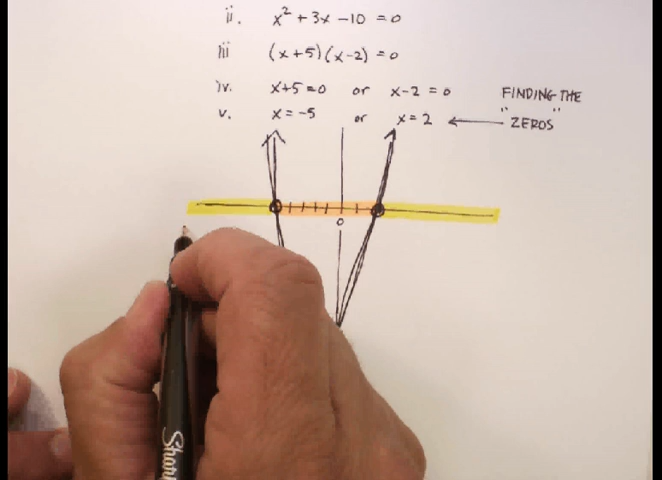 ii. x² + 3x - 10 = 0
iii (x+5)(x-2) = 0
iv. x+5 = 0 or x-2 = 0 FINDING THE
v. x = -5 or x = 2 ← "ZEROS"
0